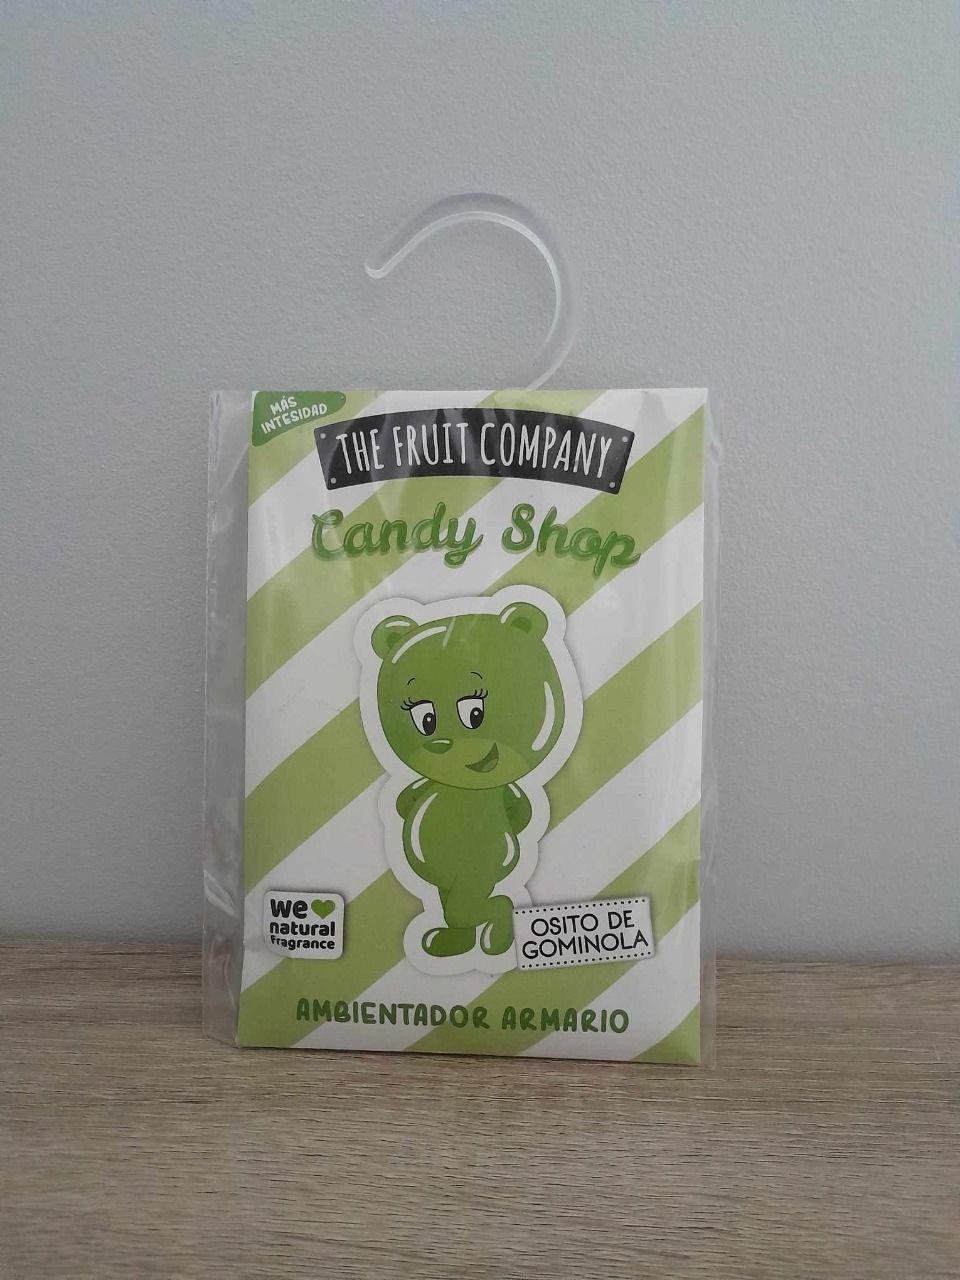 MÁS
INTESIDAD
THE FRUIT COMPANY
Candy Shop
we
natural
fragrance
OSITO DE
GOMINOLA
AMBIENTADOR ARMARIO